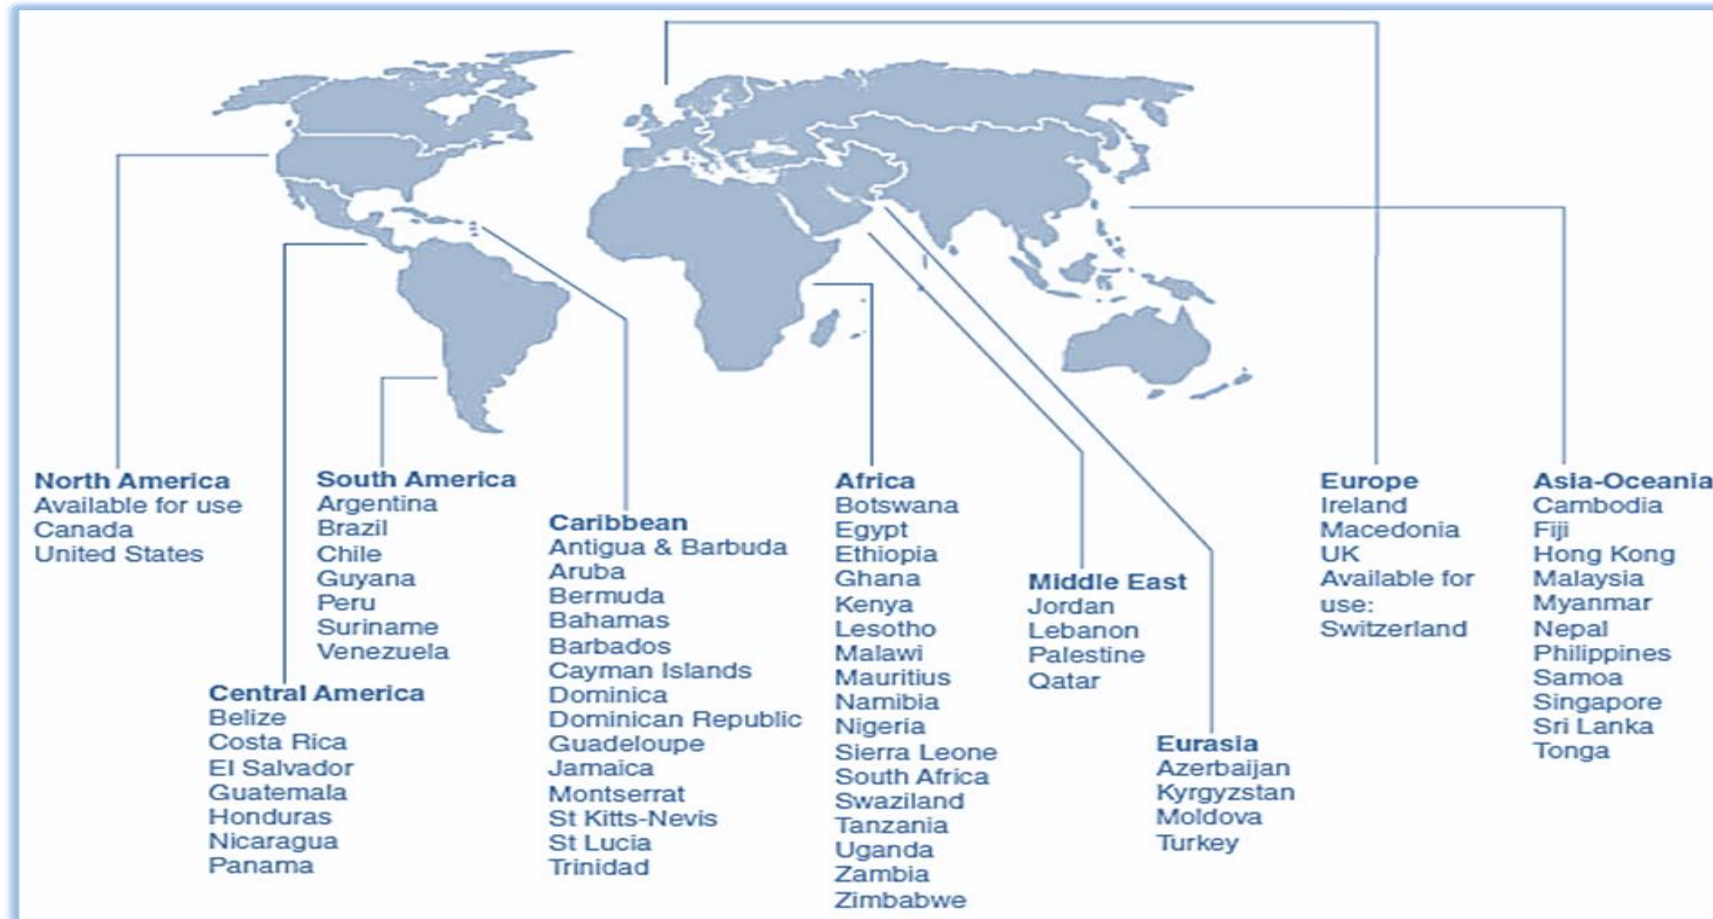 North America
Available for use
Canada
United States
South America
Argentina
Brazil
Chile
Guyana
Peru
Suriname
Venezuela
Central America
Belize
Costa Rica
El Salvador
Guatemala
Honduras
Nicaragua
Panama
Caribbean
Antigua & Barbuda
Aruba
Bermuda
Bahamas
Barbados
Cayman Islands
Dominica
Dominican Republic
Guadeloupe
Jamaica
Montserrat
St Kitts-Nevis
St Lucia
Trinidad
Africa
Botswana
Egypt
Ethiopia
Ghana
Kenya
Lesotho
Malawi
Mauritius
Namibia
Nigeria
Sierra Leone
South Africa
Swaziland
Tanzania
Uganda
Zambia
Zimbabwe
Middle East
Jordan
Lebanon
Palestine
Qatar
Eurasia
Azerbaijan
Kyrgyzstan
Moldova
Turkey
Europe
Ireland
Macedonia
UK
Available for
use:
Switzerland
Asia-Oceania
Cambodia
Fiji
Hong Kong
Malaysia
Myanmar
Nepal
Philippines
Samoa
Singapore
Sri Lanka
Tonga